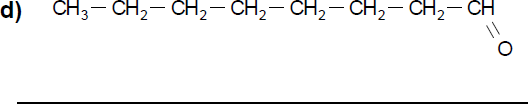 d) CH₃ – CH₂ – CH₂ – CH₂ – CH₂ – CH₂ – CH₂ – CH
O